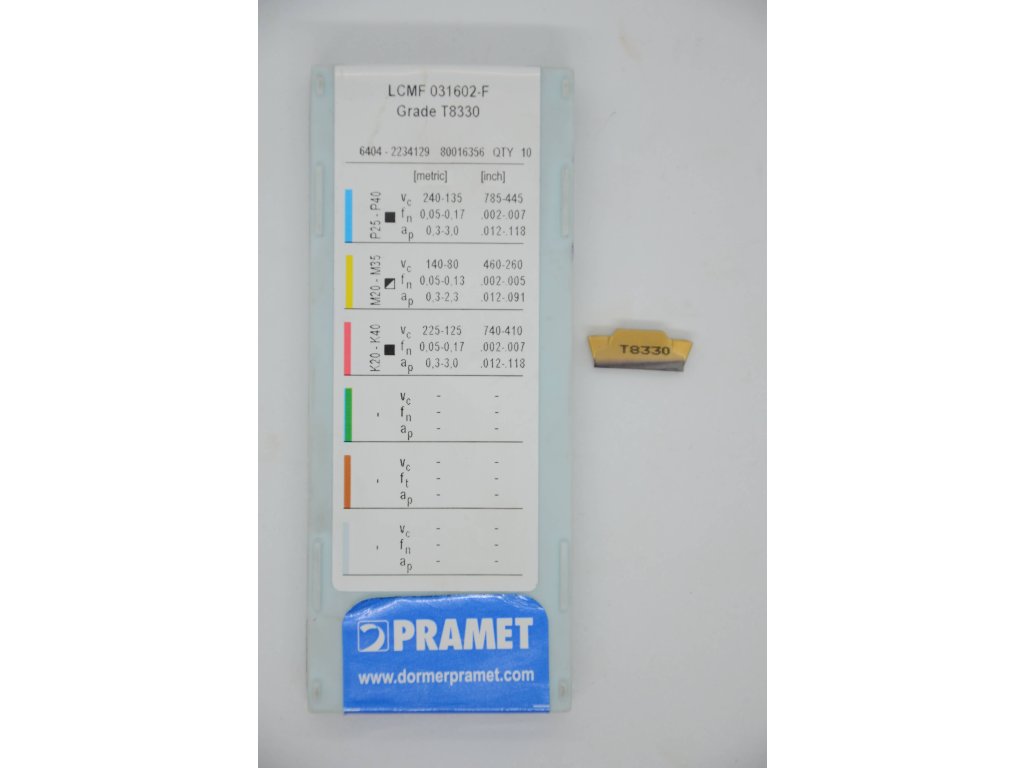 LCMF 031602-F
Grade T8330
6404 - 2234129 80016356 QTY 10
[metric] [inch]
P25 - P40
vc 240-135 785-445
fn 0,05-0,17 .002-.007
ap 0,3-3,0 .012-.118
M20 - M35
vc 140-80 460-260
fn 0,05-0,13 .002-.005
ap 0,3-2,3 .012-.091
K20 - K40
vc 225-125 740-410
fn 0,05-0,17 .002-.007
ap 0,3-3,0 .012-.118
-
vc - -
fn - -
ap - -
-
vc - -
ft - -
ap - -
-
vc - -
fn - -
ap - -
PRAMET
www.dormerpramet.com
T8330